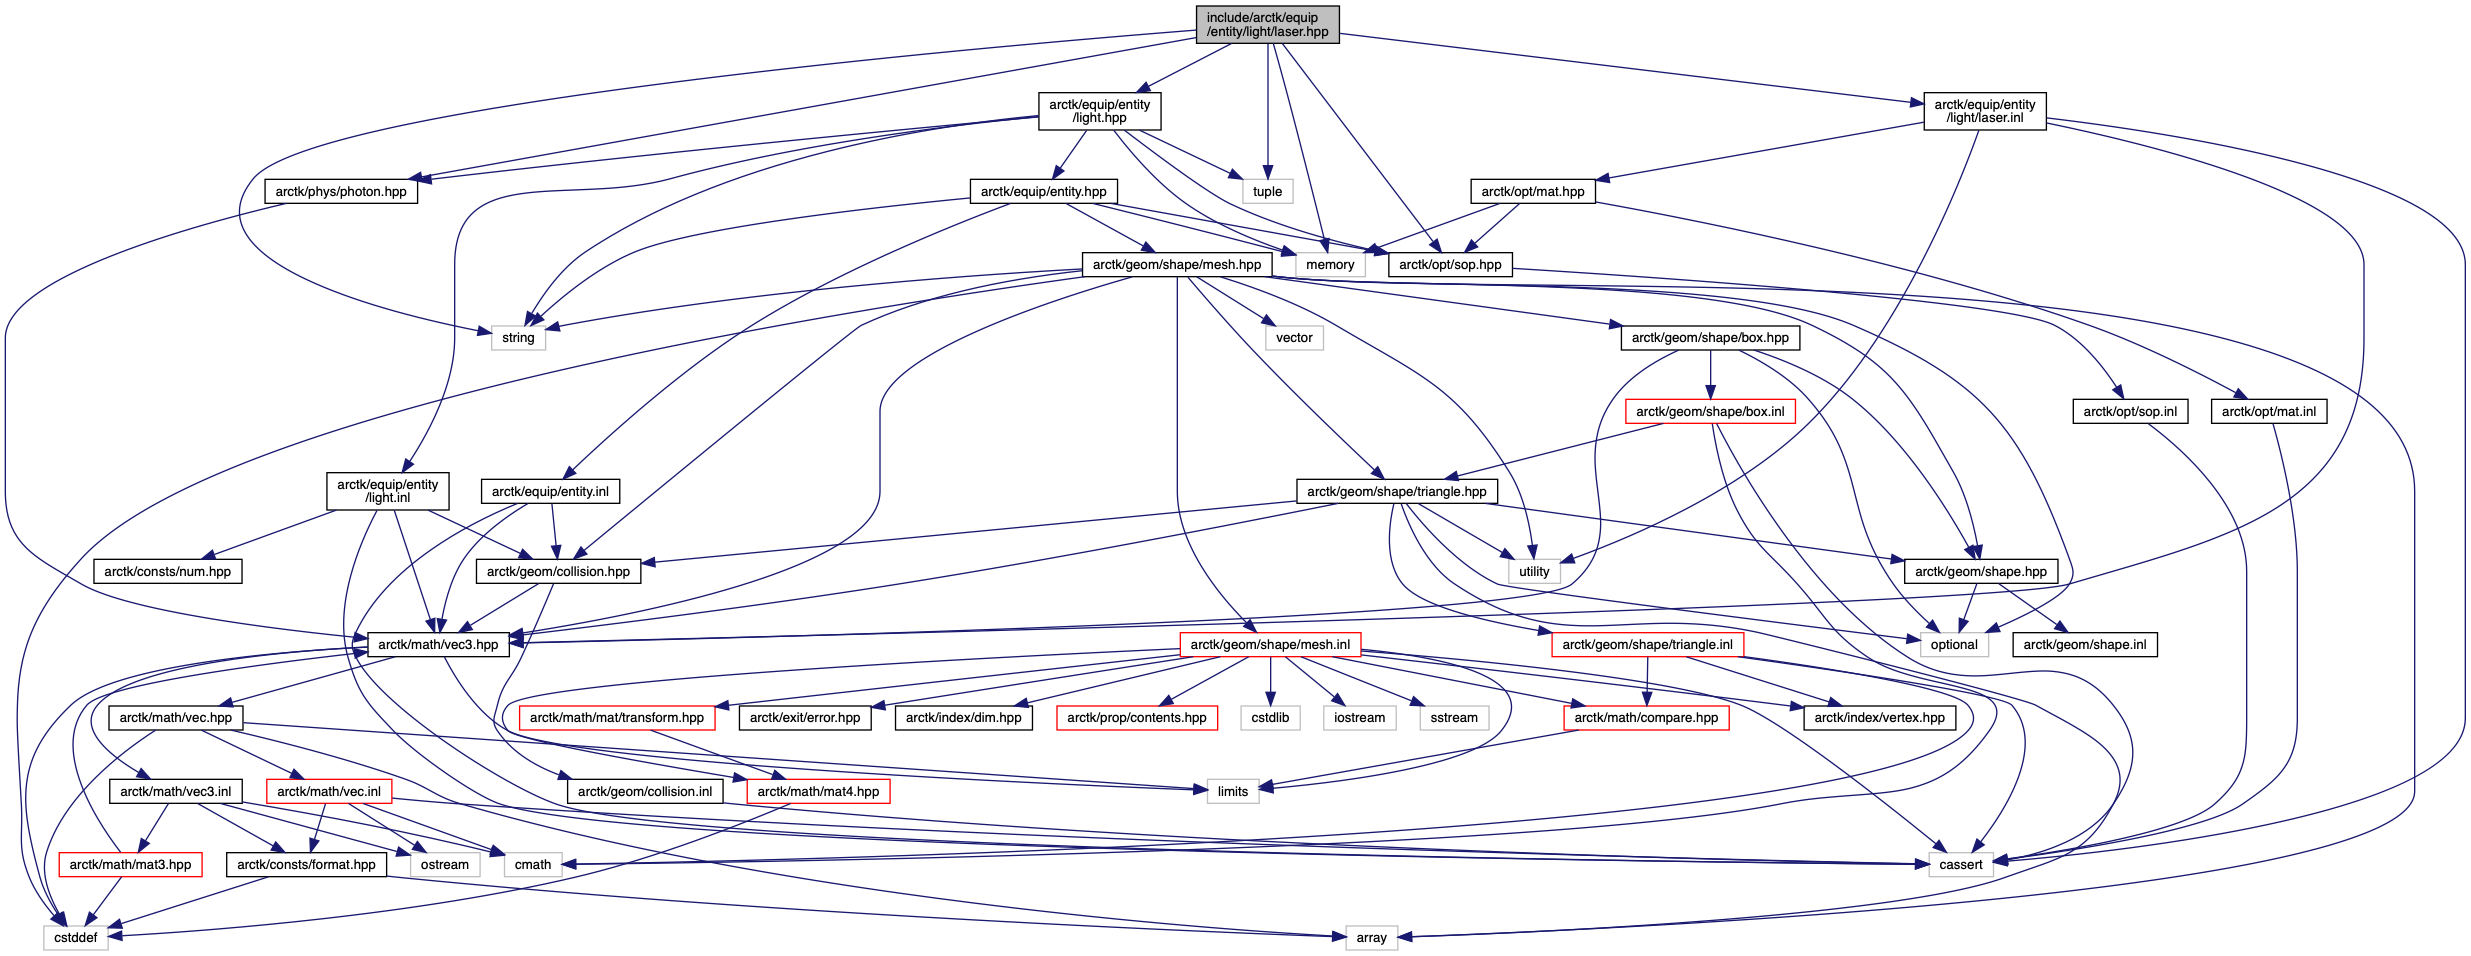 include/arctk/equip
/entity/light/laser.hpp
arctk/equip/entity
/light.hpp
arctk/equip/entity
/light/laser.inl
arctk/phys/photon.hpp
arctk/equip/entity.hpp
tuple
arctk/opt/mat.hpp
arctk/geom/shape/mesh.hpp
memory
arctk/opt/sop.hpp
string
vector
arctk/geom/shape/box.hpp
arctk/geom/shape/box.inl
arctk/opt/sop.inl
arctk/opt/mat.inl
arctk/equip/entity
/light.inl
arctk/equip/entity.inl
arctk/geom/shape/triangle.hpp
arctk/consts/num.hpp
arctk/geom/collision.hpp
utility
arctk/geom/shape.hpp
arctk/math/vec3.hpp
arctk/geom/shape/mesh.inl
arctk/geom/shape/triangle.inl
optional
arctk/geom/shape.inl
arctk/math/vec.hpp
arctk/math/mat/transform.hpp
arctk/exit/error.hpp
arctk/index/dim.hpp
arctk/prop/contents.hpp
cstdlib
iostream
sstream
arctk/math/compare.hpp
arctk/index/vertex.hpp
arctk/math/vec3.inl
arctk/math/vec.inl
arctk/geom/collision.inl
arctk/math/mat4.hpp
limits
arctk/math/mat3.hpp
arctk/consts/format.hpp
ostream
cmath
cassert
cstddef
array